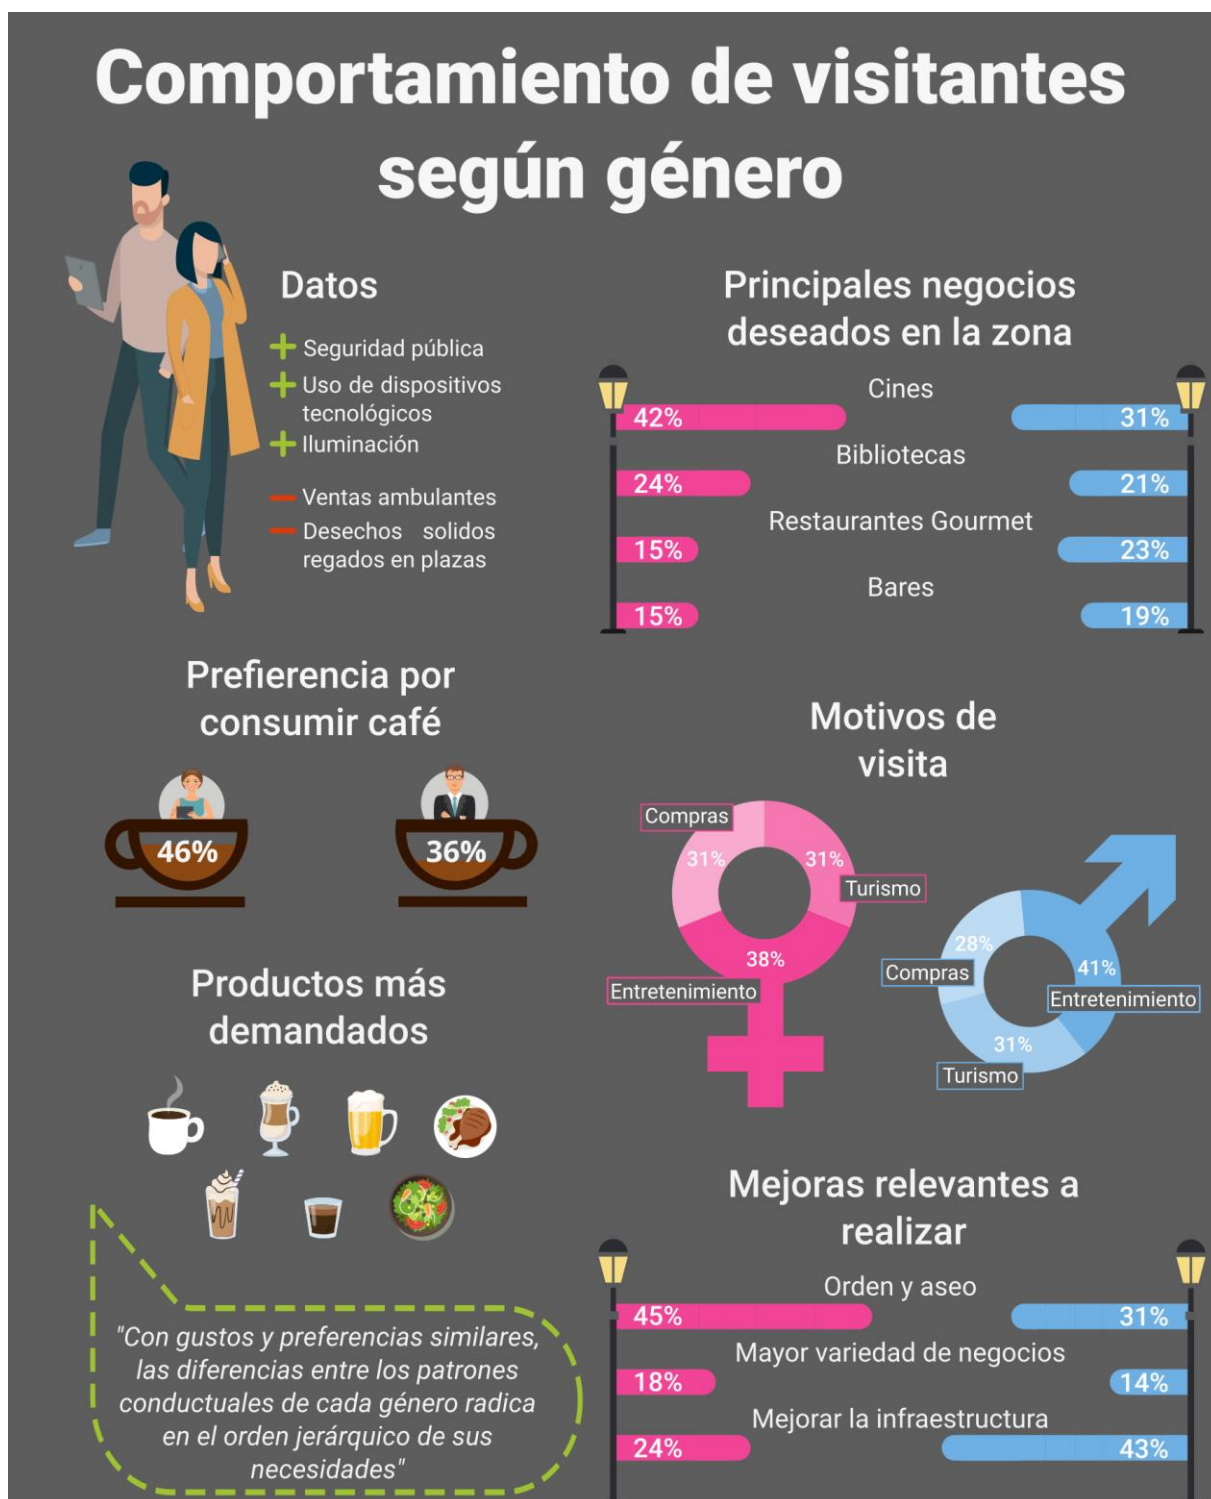 Comportamiento de visitantes
según género
Datos
Seguridad pública
Uso de dispositivos
tecnológicos
Iluminación
Ventas ambulantes
Desechos solidos
regados en plazas
Principales negocios
deseados en la zona
Cines
42% 31%
Bibliotecas
24% 21%
Restaurantes Gourmet
15% 23%
Bares
15% 19%
Prefierencia por
consumir café
46% 36%
Motivos de
visita
Compras
31% 31%
Turismo
38%
Entretenimiento
28%
Compras
41%
Entretenimiento
31%
Turismo
Productos más
demandados
"Con gustos y preferencias similares,
las diferencias entre los patrones
conductuales de cada género radica
en el orden jerárquico de sus
necesidades"
Mejoras relevantes a
realizar
Orden y aseo
45% 31%
Mayor variedad de negocios
18% 14%
Mejorar la infraestructura
24% 43%